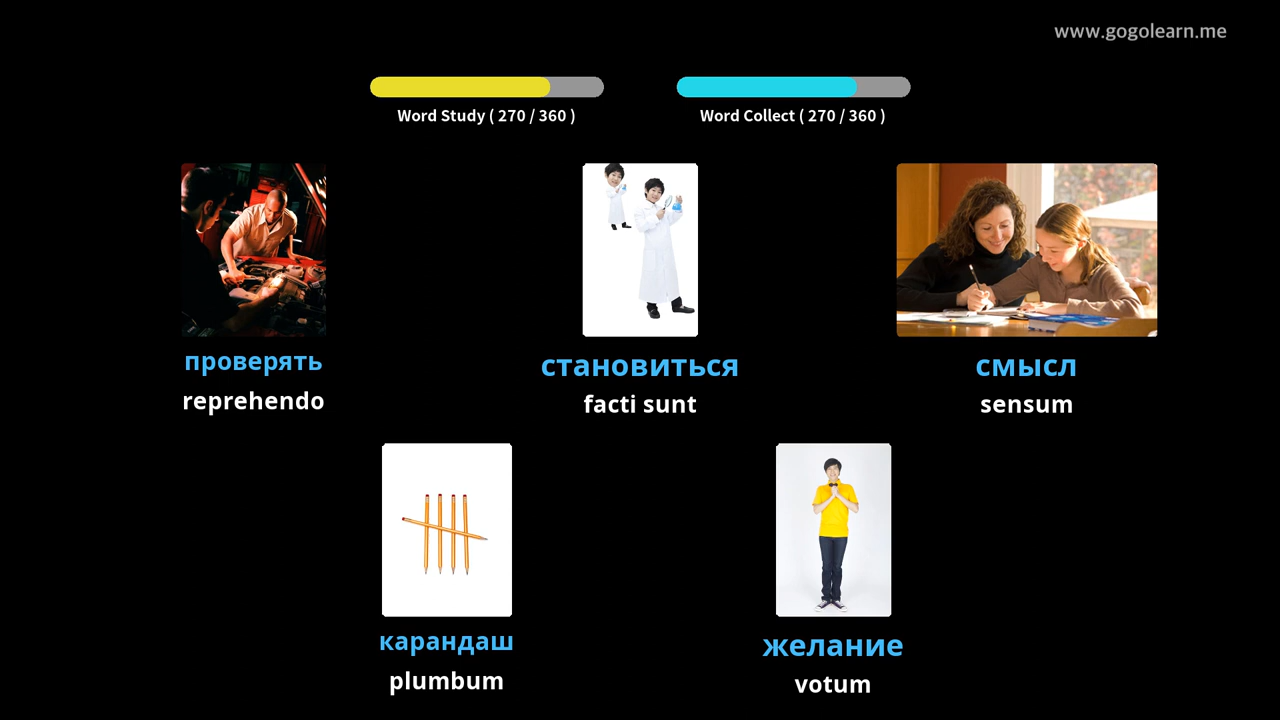 www.gogolearn.me
Word Study ( 270 / 360 )
Word Collect ( 270 / 360 )
проверять
reprehendo
становиться
facti sunt
смысл
sensum
карандаш
plumbum
желание
votum